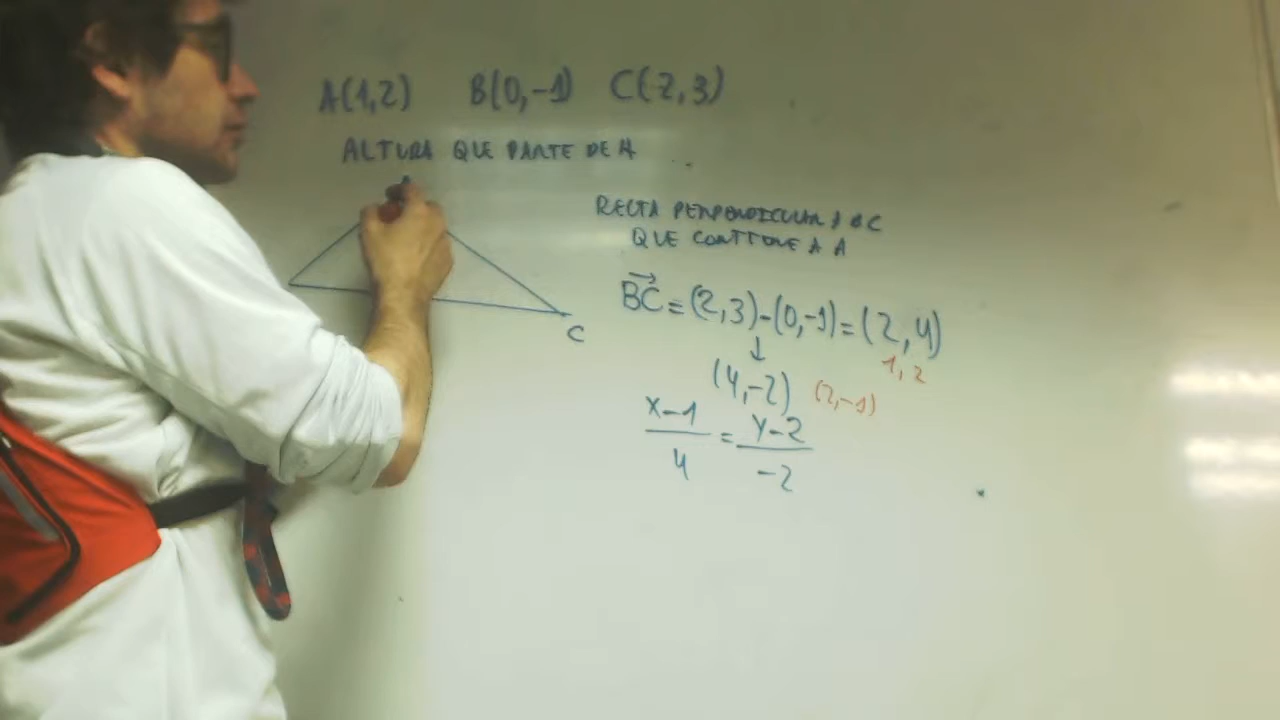 A(1,2) B(0,-1) C(2,3)
ALTURA QUE PARTE DE A
C
RECTA PERPENDICULAR A BC
QUE CONTIENE A A
BC = (2,3)-(0,-1) = (2,4)
↓
1,2
(4,-2) (2,-1)
x-1 / 4 = y-2 / -2